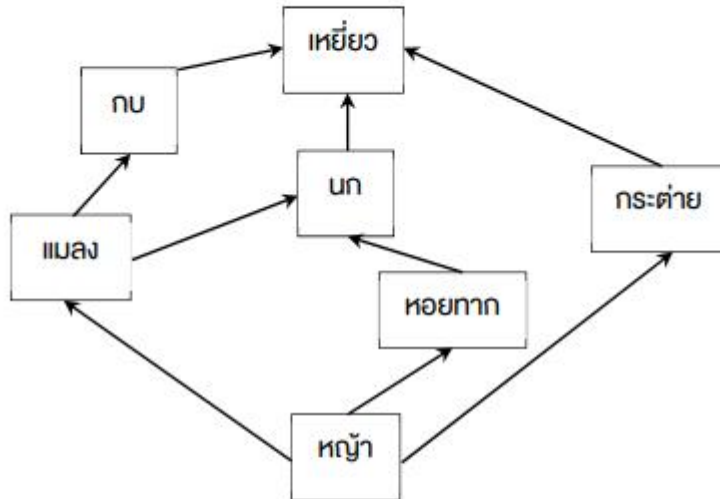 เหยี่ยว
กบ
นก
กระต่าย
แมลง
หอยทาก
หญ้า